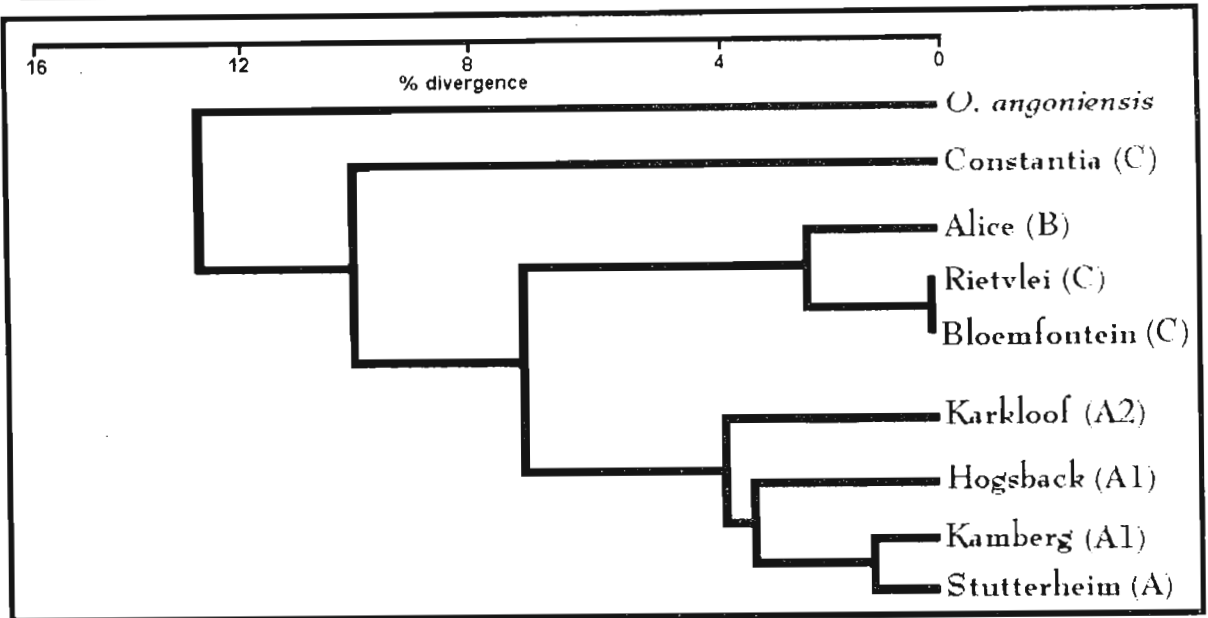 16 12 8 4 0
% divergence
O. angoniensis
Constantia (C)
Alice (B)
Rietvlei (C)
Bloemfontein (C)
Karkloof (A2)
Hogsback (A1)
Kamberg (A1)
Stutterheim (A)